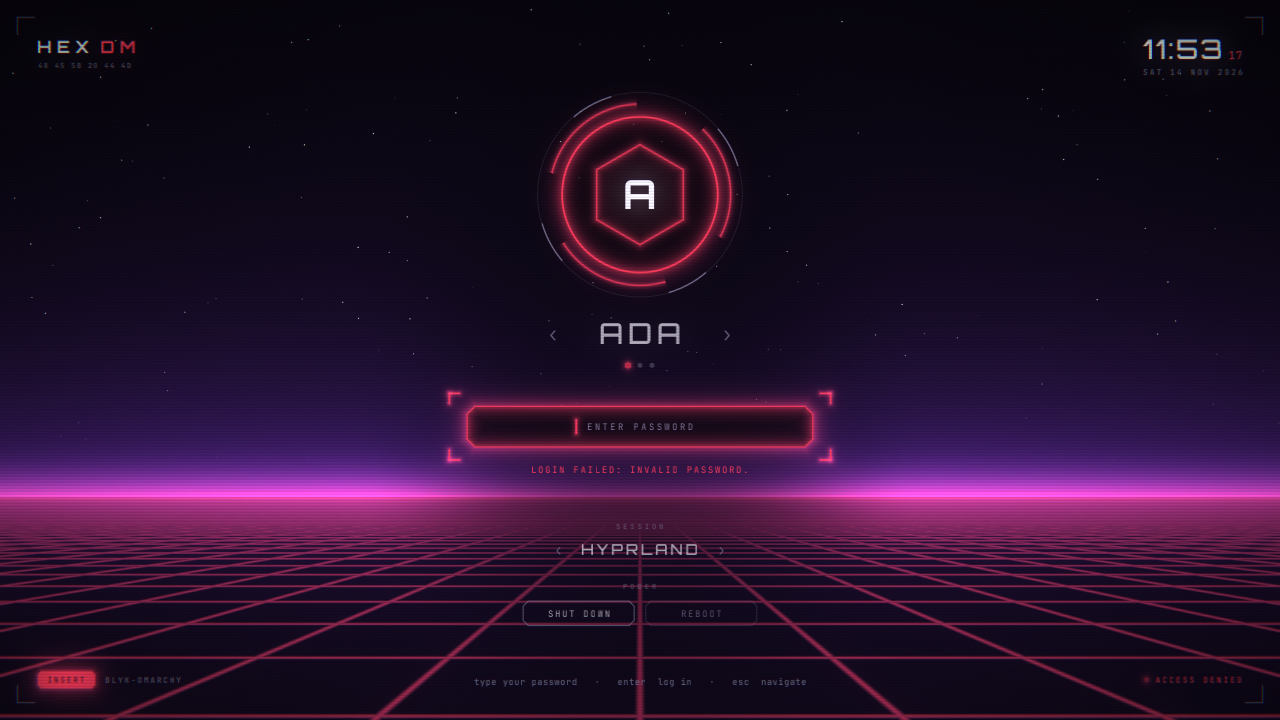 HEX DM
48 45 58 20 44 4D
11:53 17
SAT 14 NOV 2026
A
ADA
ENTER PASSWORD
LOGIN FAILED: INVALID PASSWORD.
SESSION
HYPRLAND
POWER
SHUT DOWN
REBOOT
INSERT BLYK-OMARCHY
type your password · enter log in · esc navigate
ACCESS DENIED